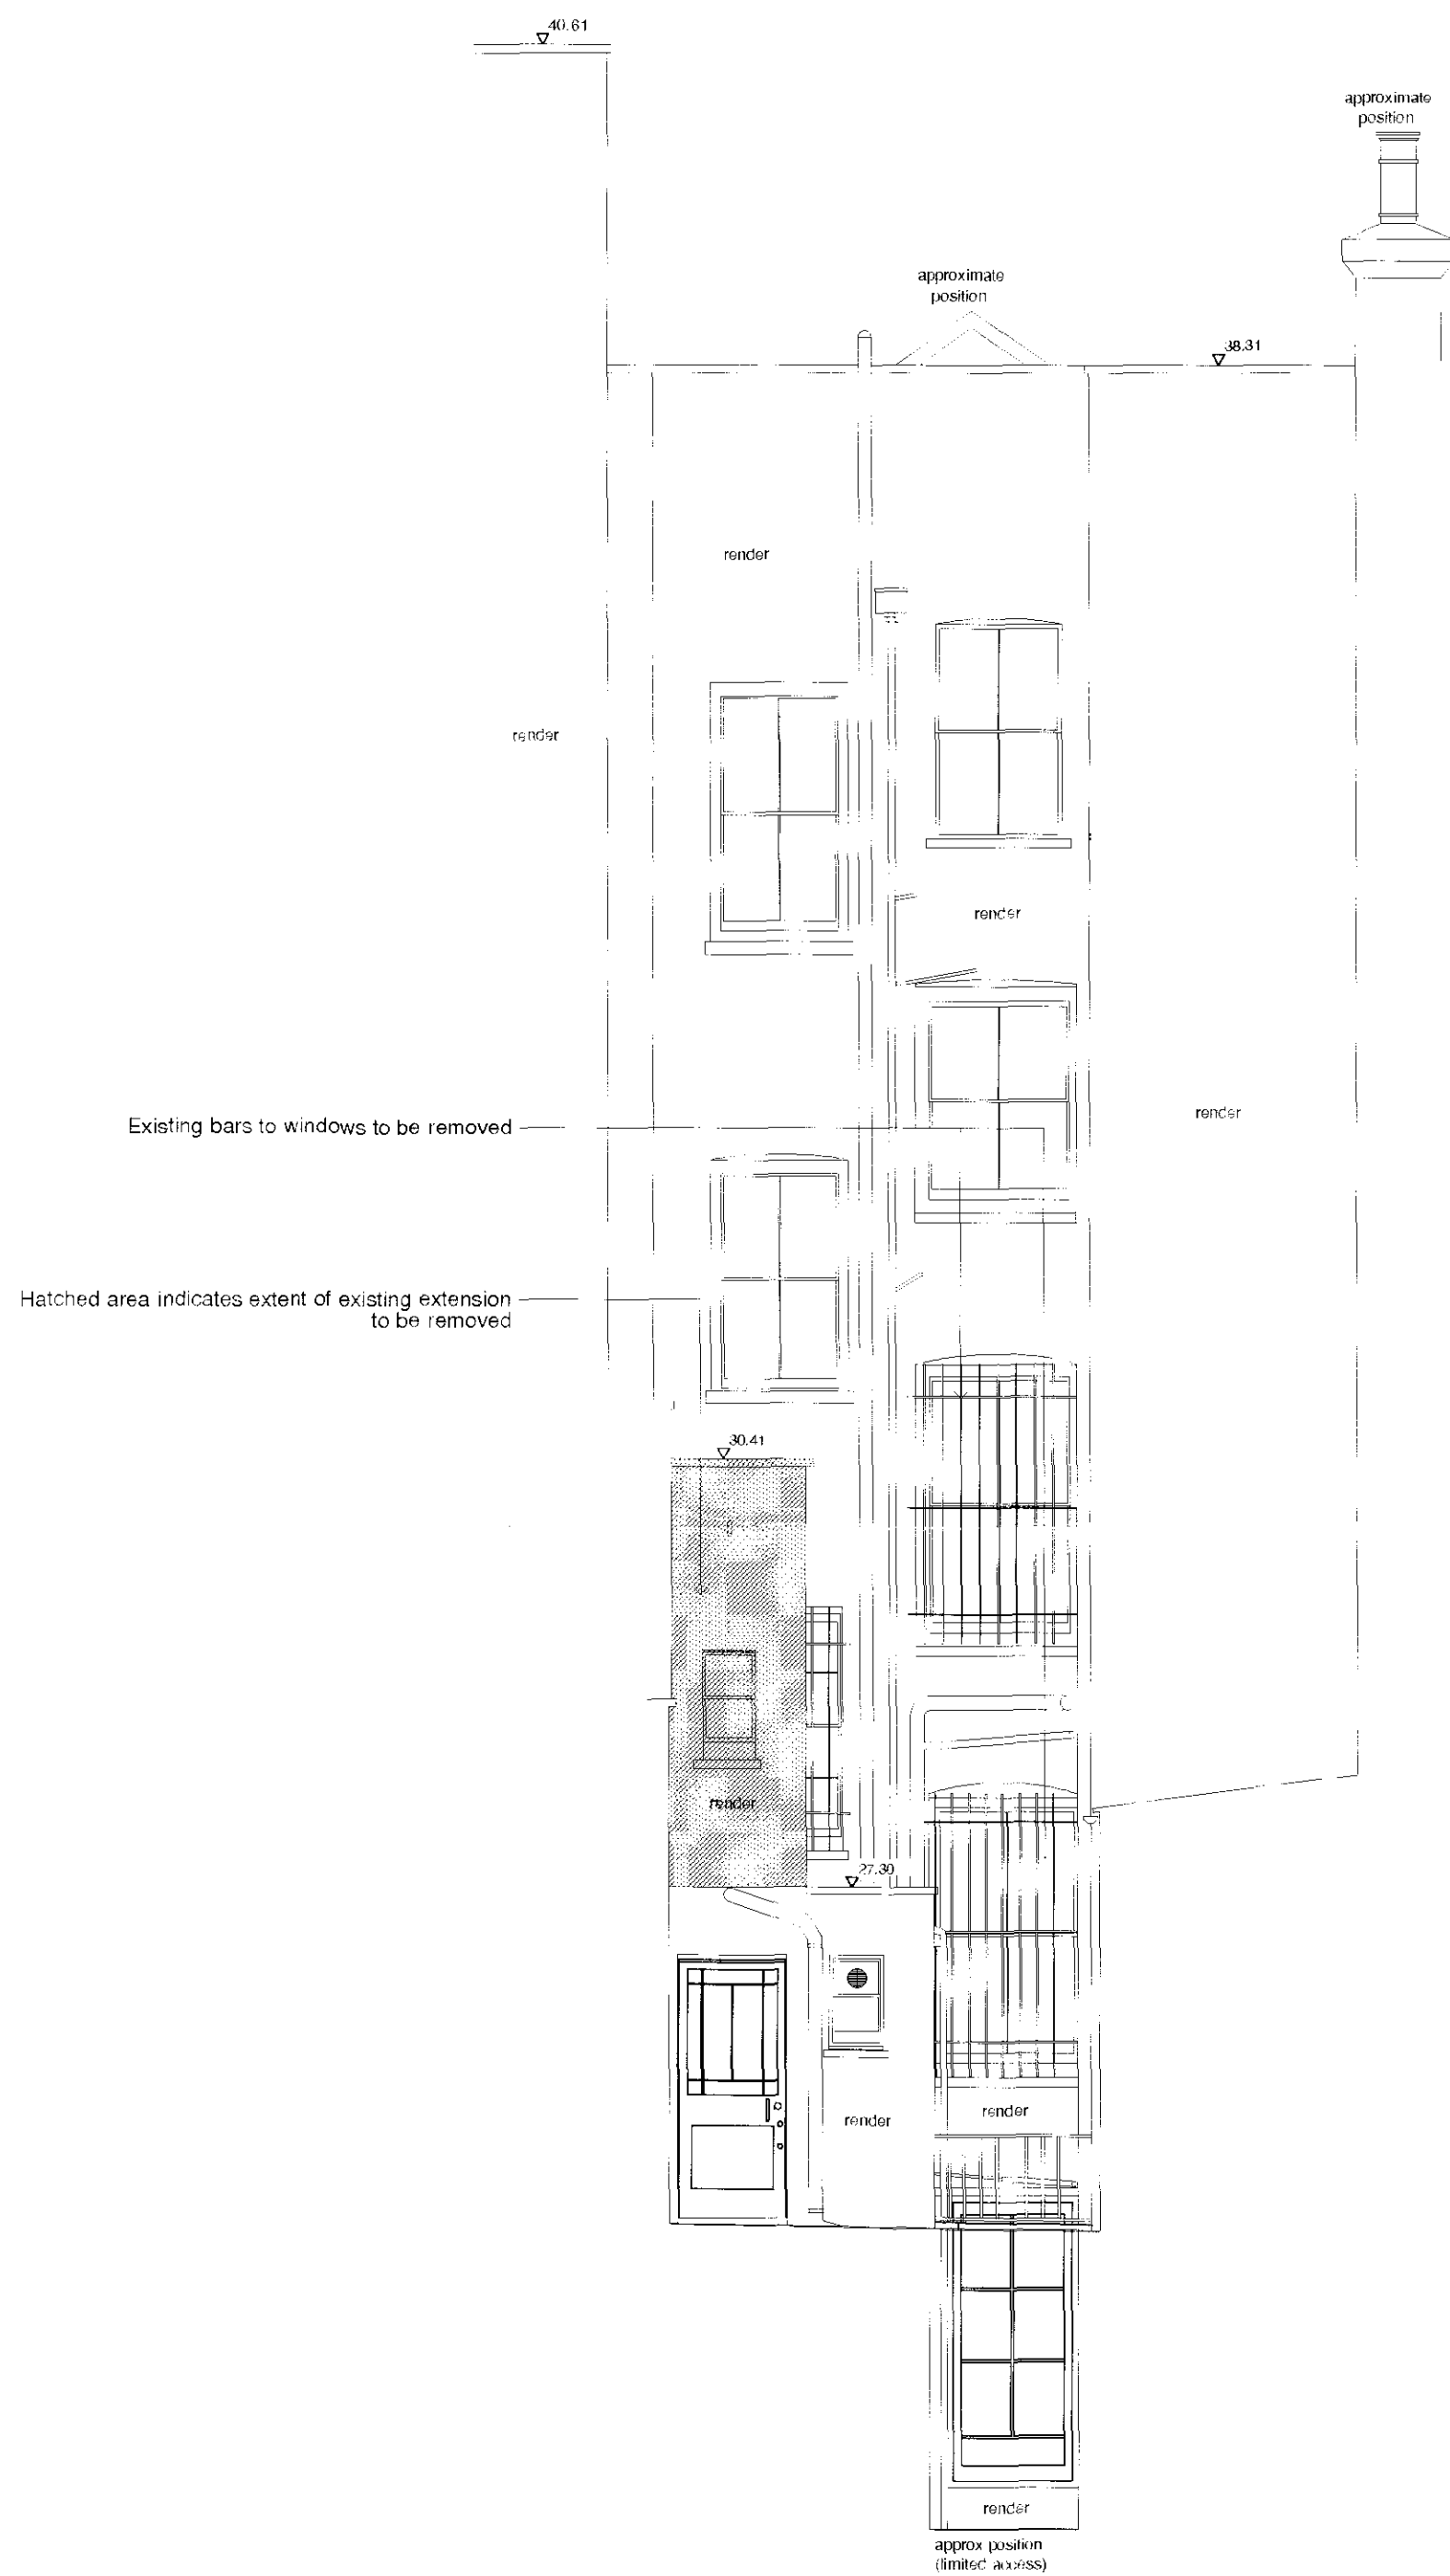 40.61
approximate
position
approximate
position
38.31
render
render
render
render
Existing bars to windows to be removed
Hatched area indicates extent of existing extension
to be removed
30.41
render
27.30
render
render
render
approx position
(limited access)